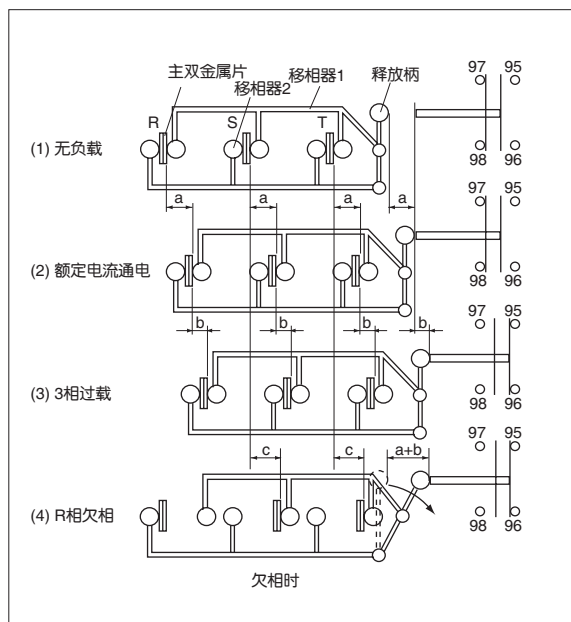 97 95
主双金属片
移相器1
释放柄
移相器2
R S T
(1) 无负载
98 96
a a a a
97 95
(2) 额定电流通电
98 96
b b b b
97 95
(3) 3相过载
98 96
c c a+b
97 95
(4) R相欠相
98 96
欠相时